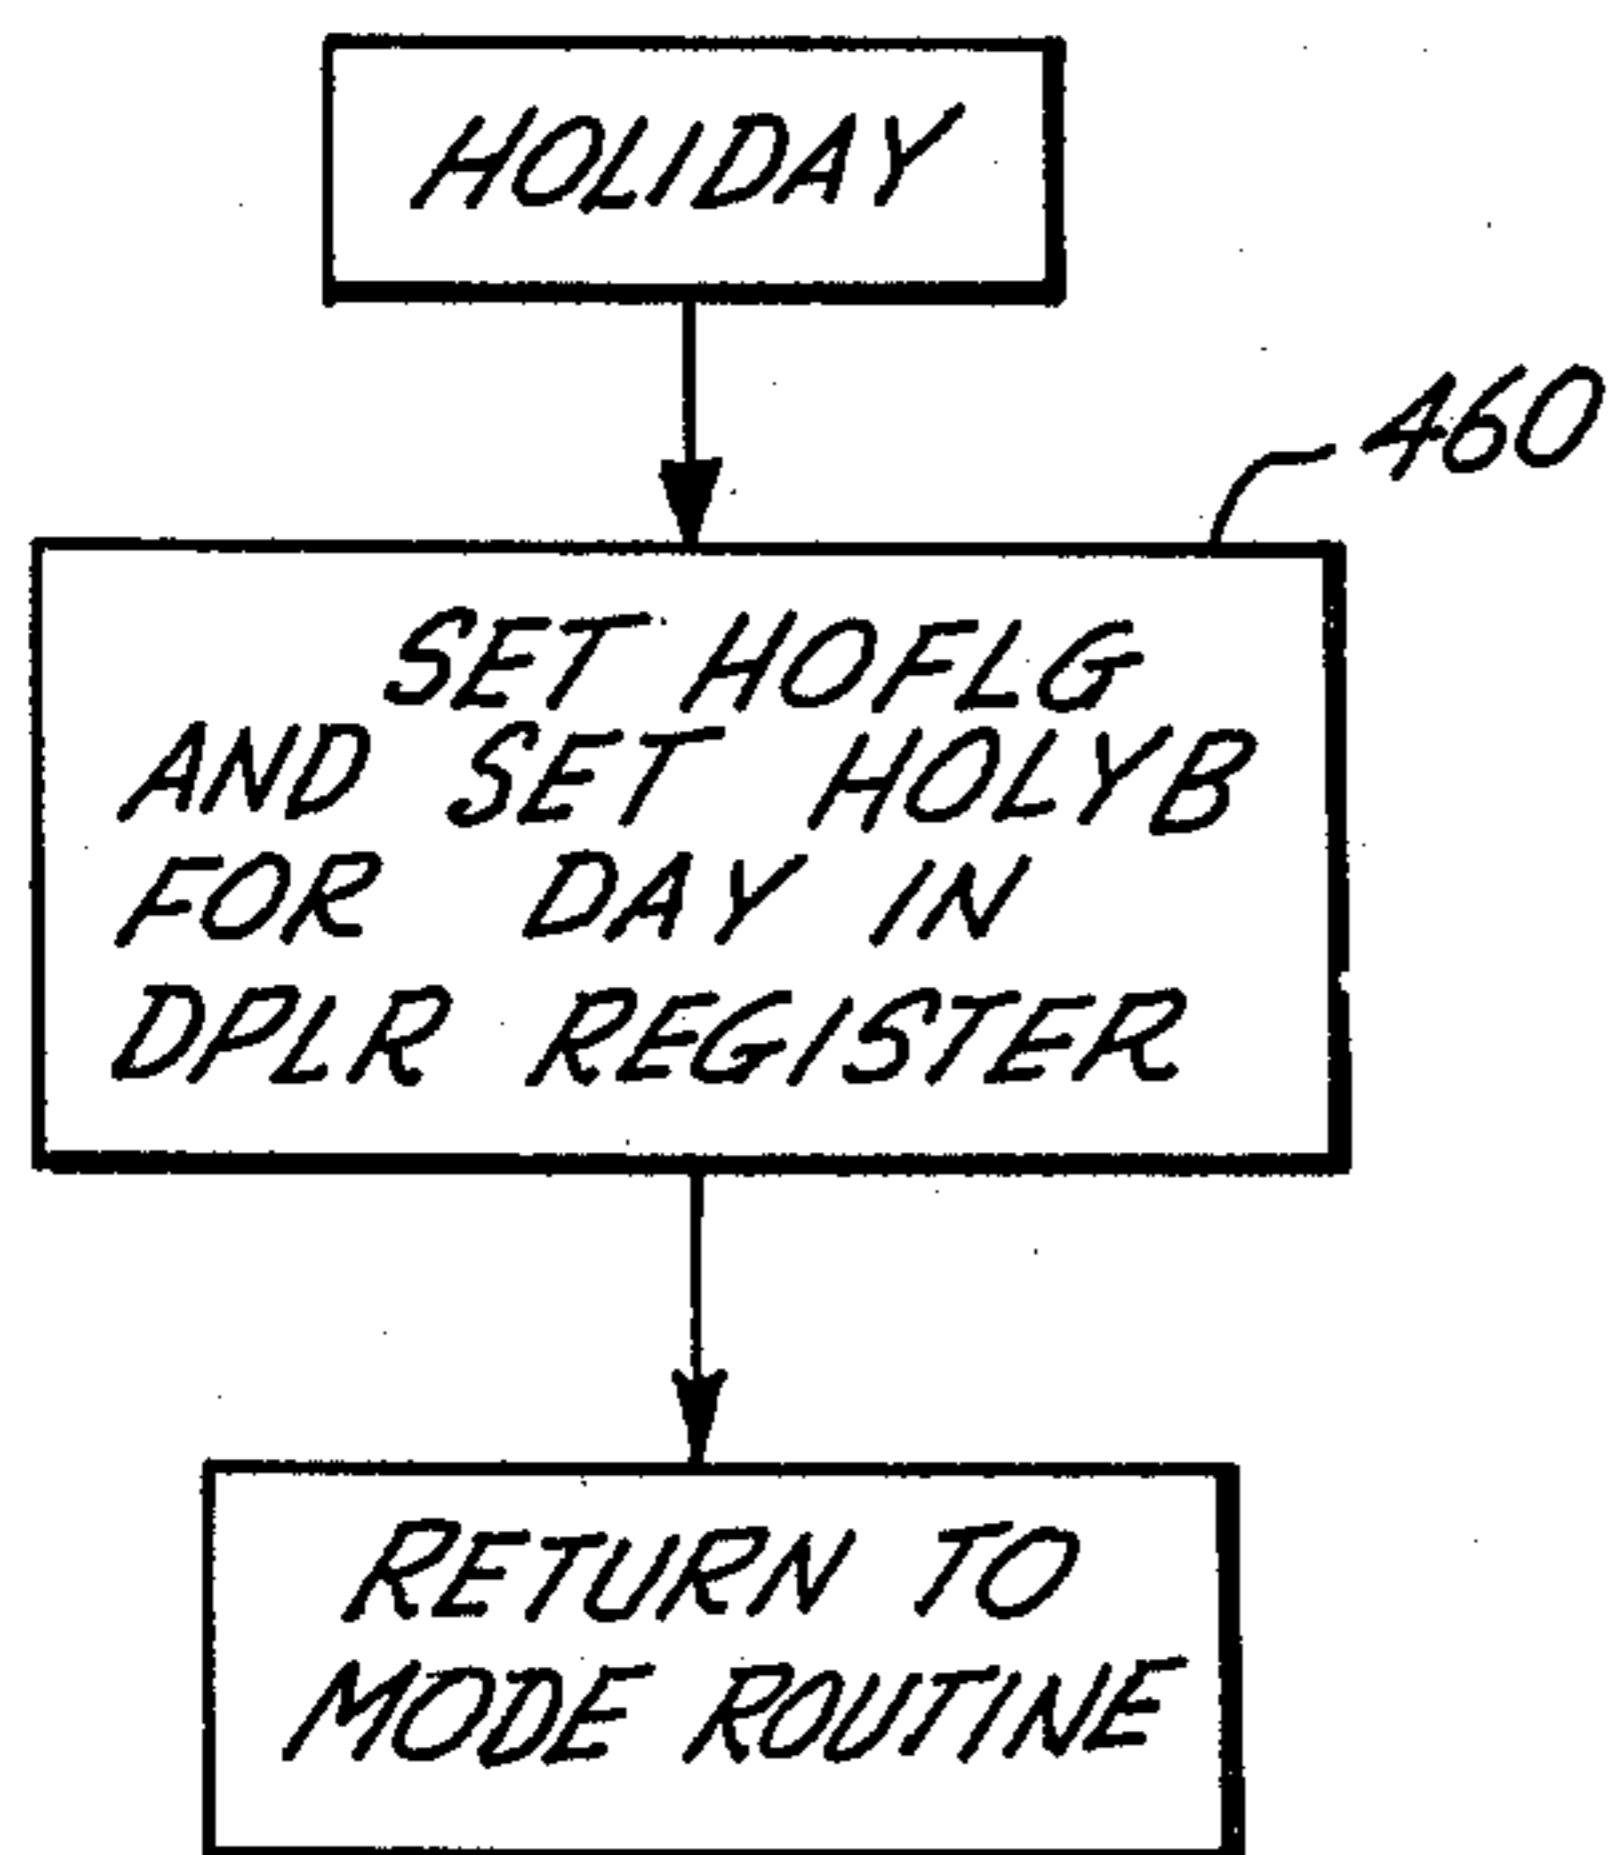 HOLIDAY
460
SET HOFLG
AND SET HOLYB
FOR DAY IN
DPLR REGISTER
RETURN TO
MODE ROUTINE